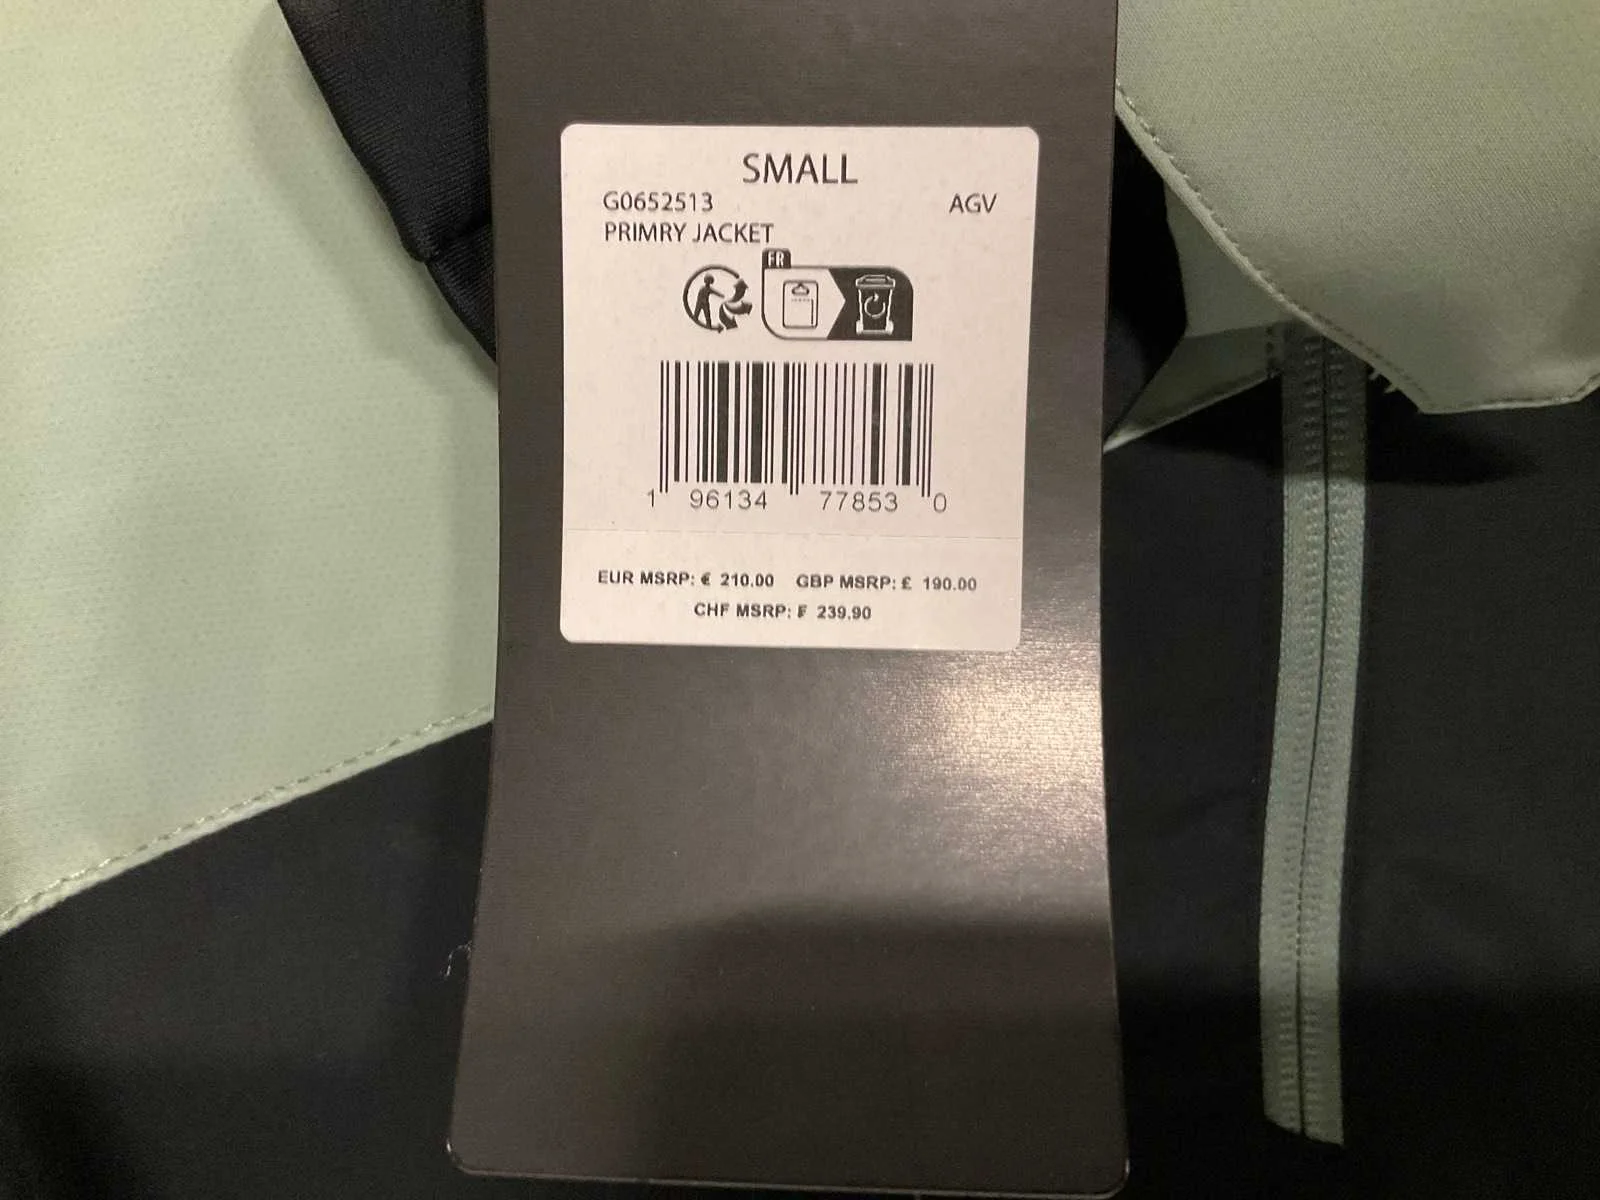 SMALL
G0652513 AGV
PRIMRY JACKET
FR
1 96134 77853 0
EUR MSRP: € 210.00 GBP MSRP: £ 190.00
CHF MSRP: ₣ 239.90